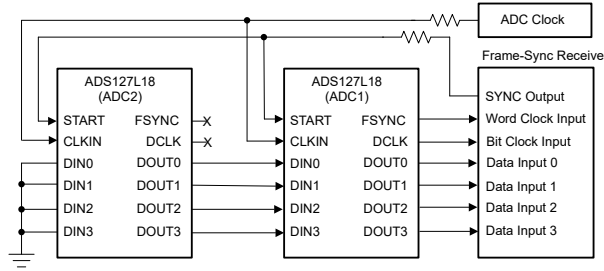 ADC Clock
Frame-Sync Receive
ADS127L18
(ADC2)
START FSYNC
CLKIN DCLK
DIN0 DOUT0
DIN1 DOUT1
DIN2 DOUT2
DIN3 DOUT3
ADS127L18
(ADC1)
START FSYNC
CLKIN DCLK
DIN0 DOUT0
DIN1 DOUT1
DIN2 DOUT2
DIN3 DOUT3
SYNC Output
Word Clock Input
Bit Clock Input
Data Input 0
Data Input 1
Data Input 2
Data Input 3